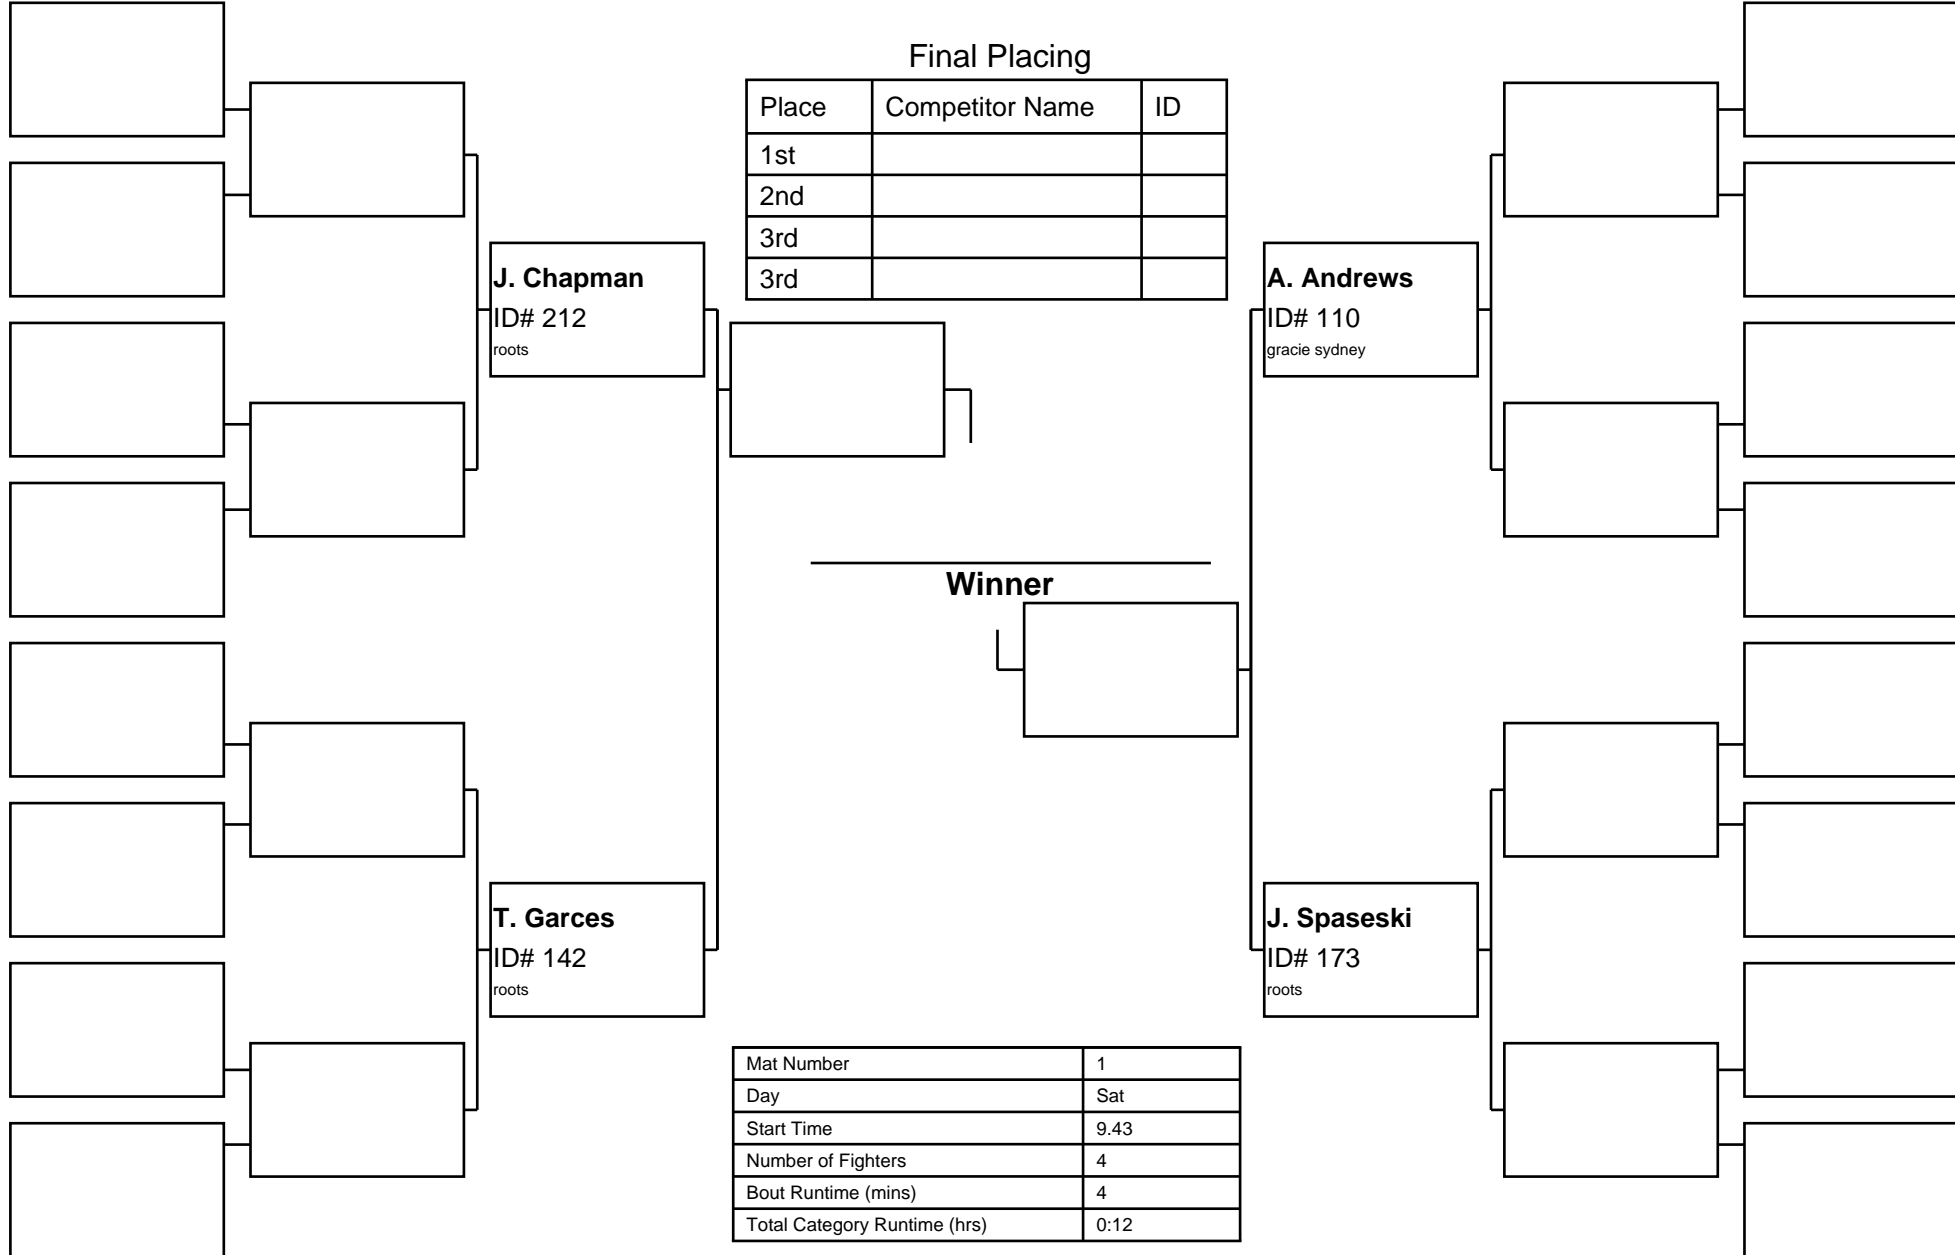 Final Placing
Place Competitor Name ID
1st
2nd
3rd
3rd
J. Chapman
ID# 212
roots
A. Andrews
ID# 110
gracie sydney
Winner
T. Garces
ID# 142
roots
J. Spaseski
ID# 173
roots
Mat Number 1
Day Sat
Start Time 9.43
Number of Fighters 4
Bout Runtime (mins) 4
Total Category Runtime (hrs) 0:12